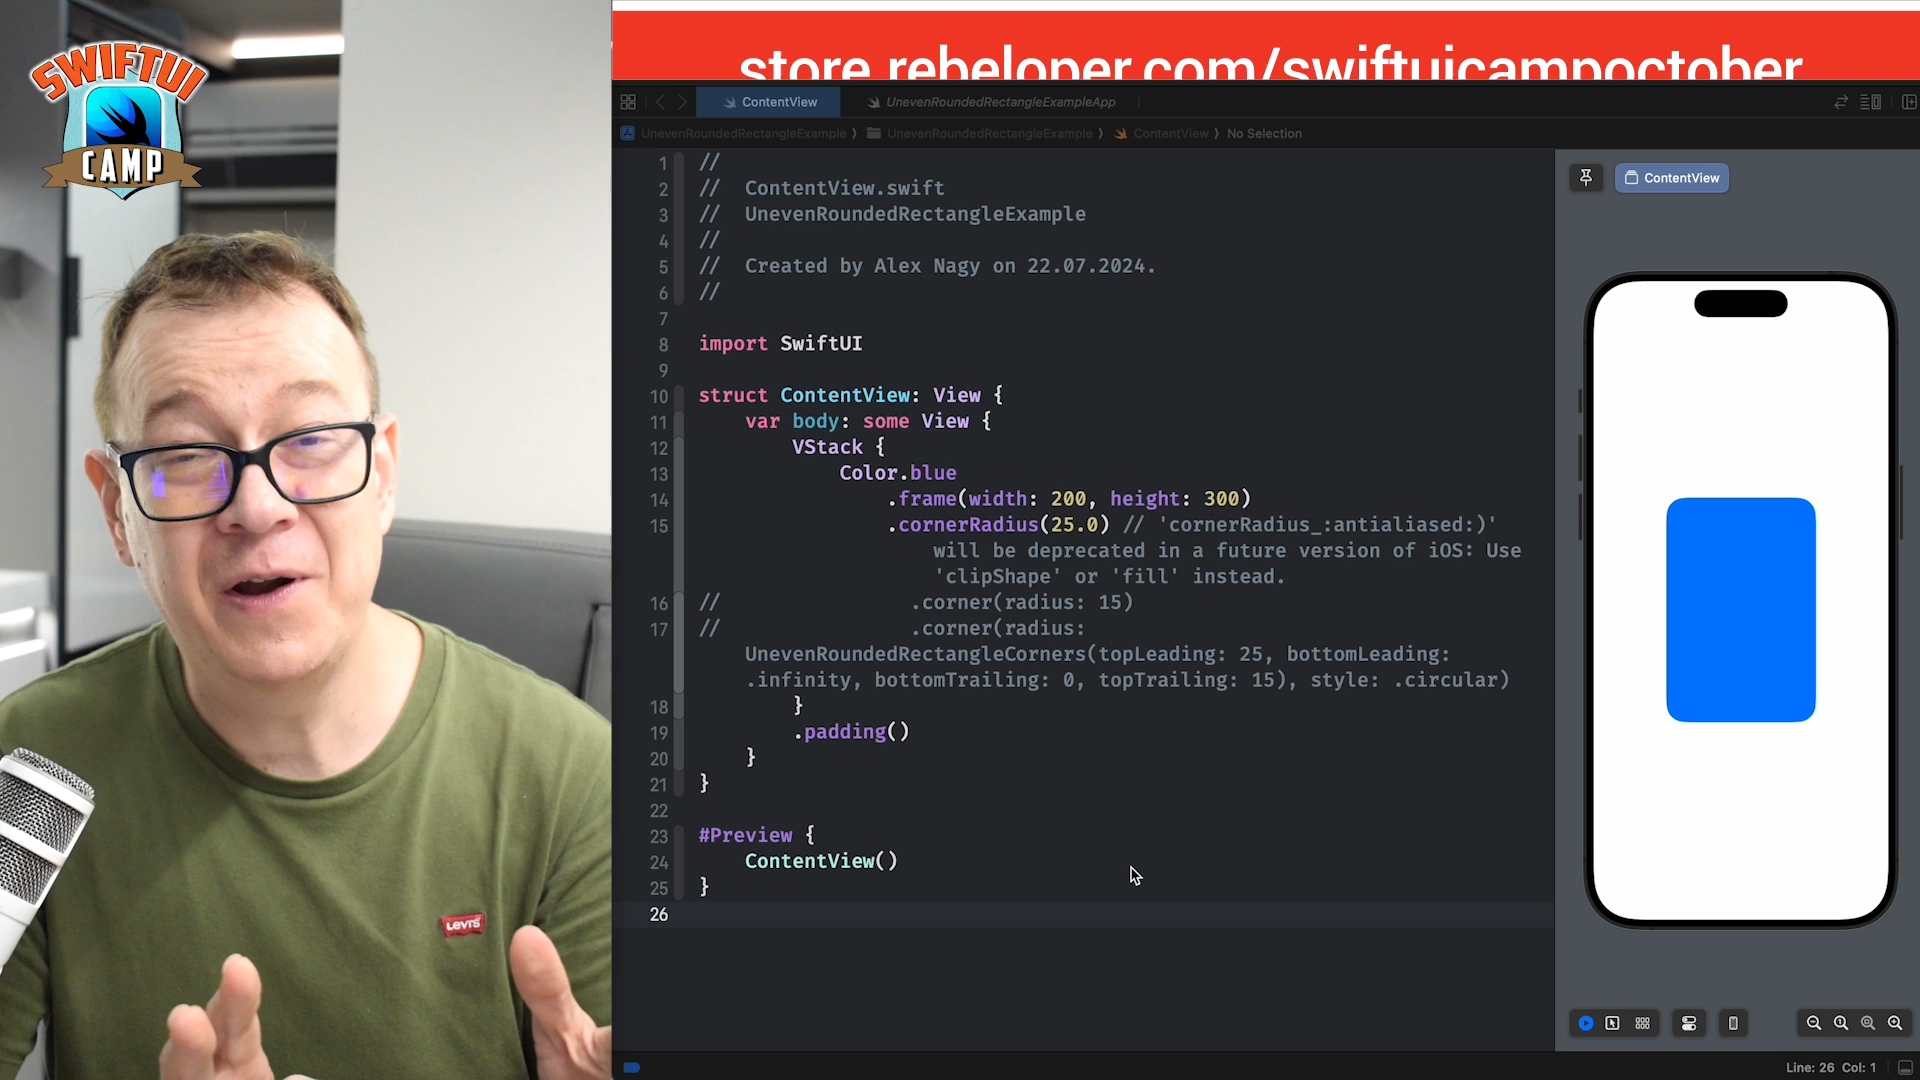 SWIFTUI
CAMP
LEVI'S
store.rebeloper.com/swiftuicampoctober
ContentView
UnevenRoundedRectangleExampleApp
UnevenRoundedRectangleExample ⟩ UnevenRoundedRectangleExample ⟩ ContentView ⟩ No Selection
1 //
2 // ContentView.swift
3 // UnevenRoundedRectangleExample
4 //
5 // Created by Alex Nagy on 22.07.2024.
6 //
7
8 import SwiftUI
9
10 struct ContentView: View {
11 var body: some View {
12 VStack {
13 Color.blue
14 .frame(width: 200, height: 300)
15 .cornerRadius(25.0) // 'cornerRadius_:antialiased:)'
will be deprecated in a future version of iOS: Use
'clipShape' or 'fill' instead.
16 // .corner(radius: 15)
17 // .corner(radius:
UnevenRoundedRectangleCorners(topLeading: 25, bottomLeading:
.infinity, bottomTrailing: 0, topTrailing: 15), style: .circular)
18 }
19 .padding()
20 }
21 }
22
23 #Preview {
24 ContentView()
25 }
26
ContentView
Line: 26 Col: 1